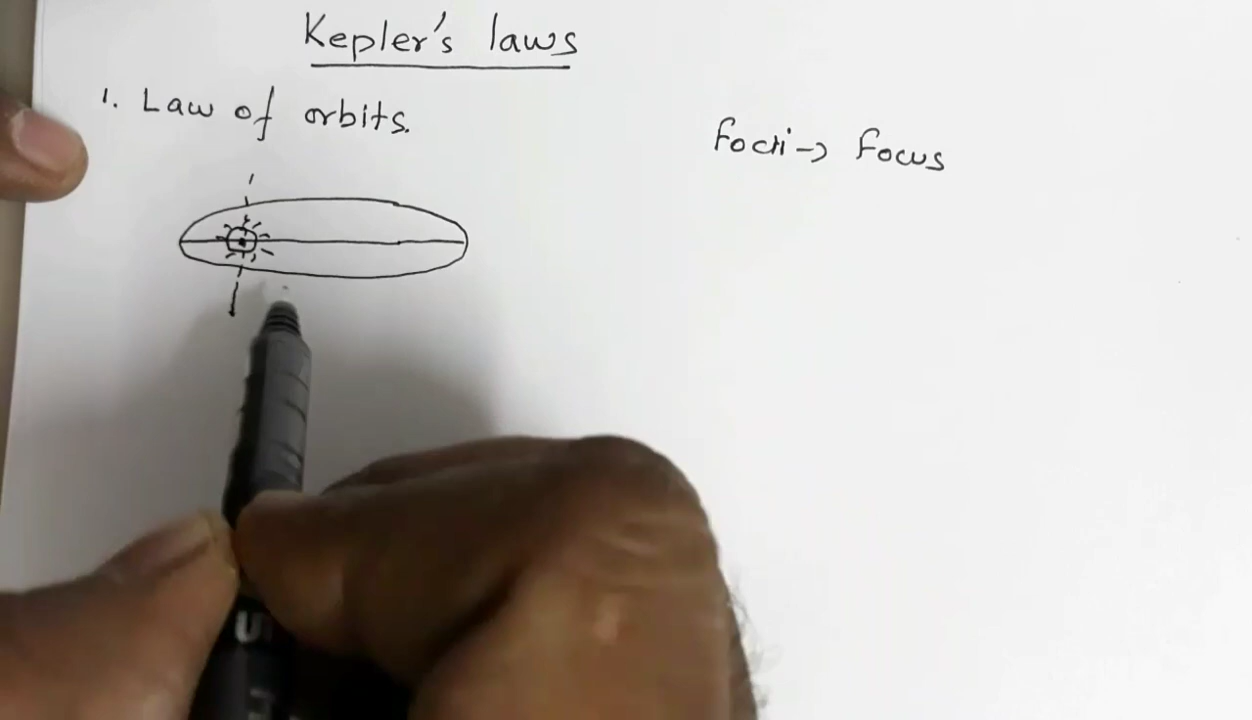 Kepler's laws
1. Law of orbits.
Foci -> Focus